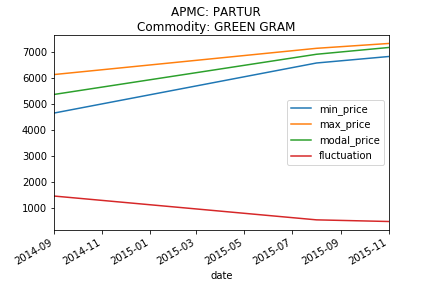 APMC: PARTUR
Commodity: GREEN GRAM
7000
6000
5000
4000
3000
2000
1000
min_price
max_price
modal_price
fluctuation
2014-09
2014-11
2015-01
2015-03
2015-05
2015-07
2015-09
2015-11
date